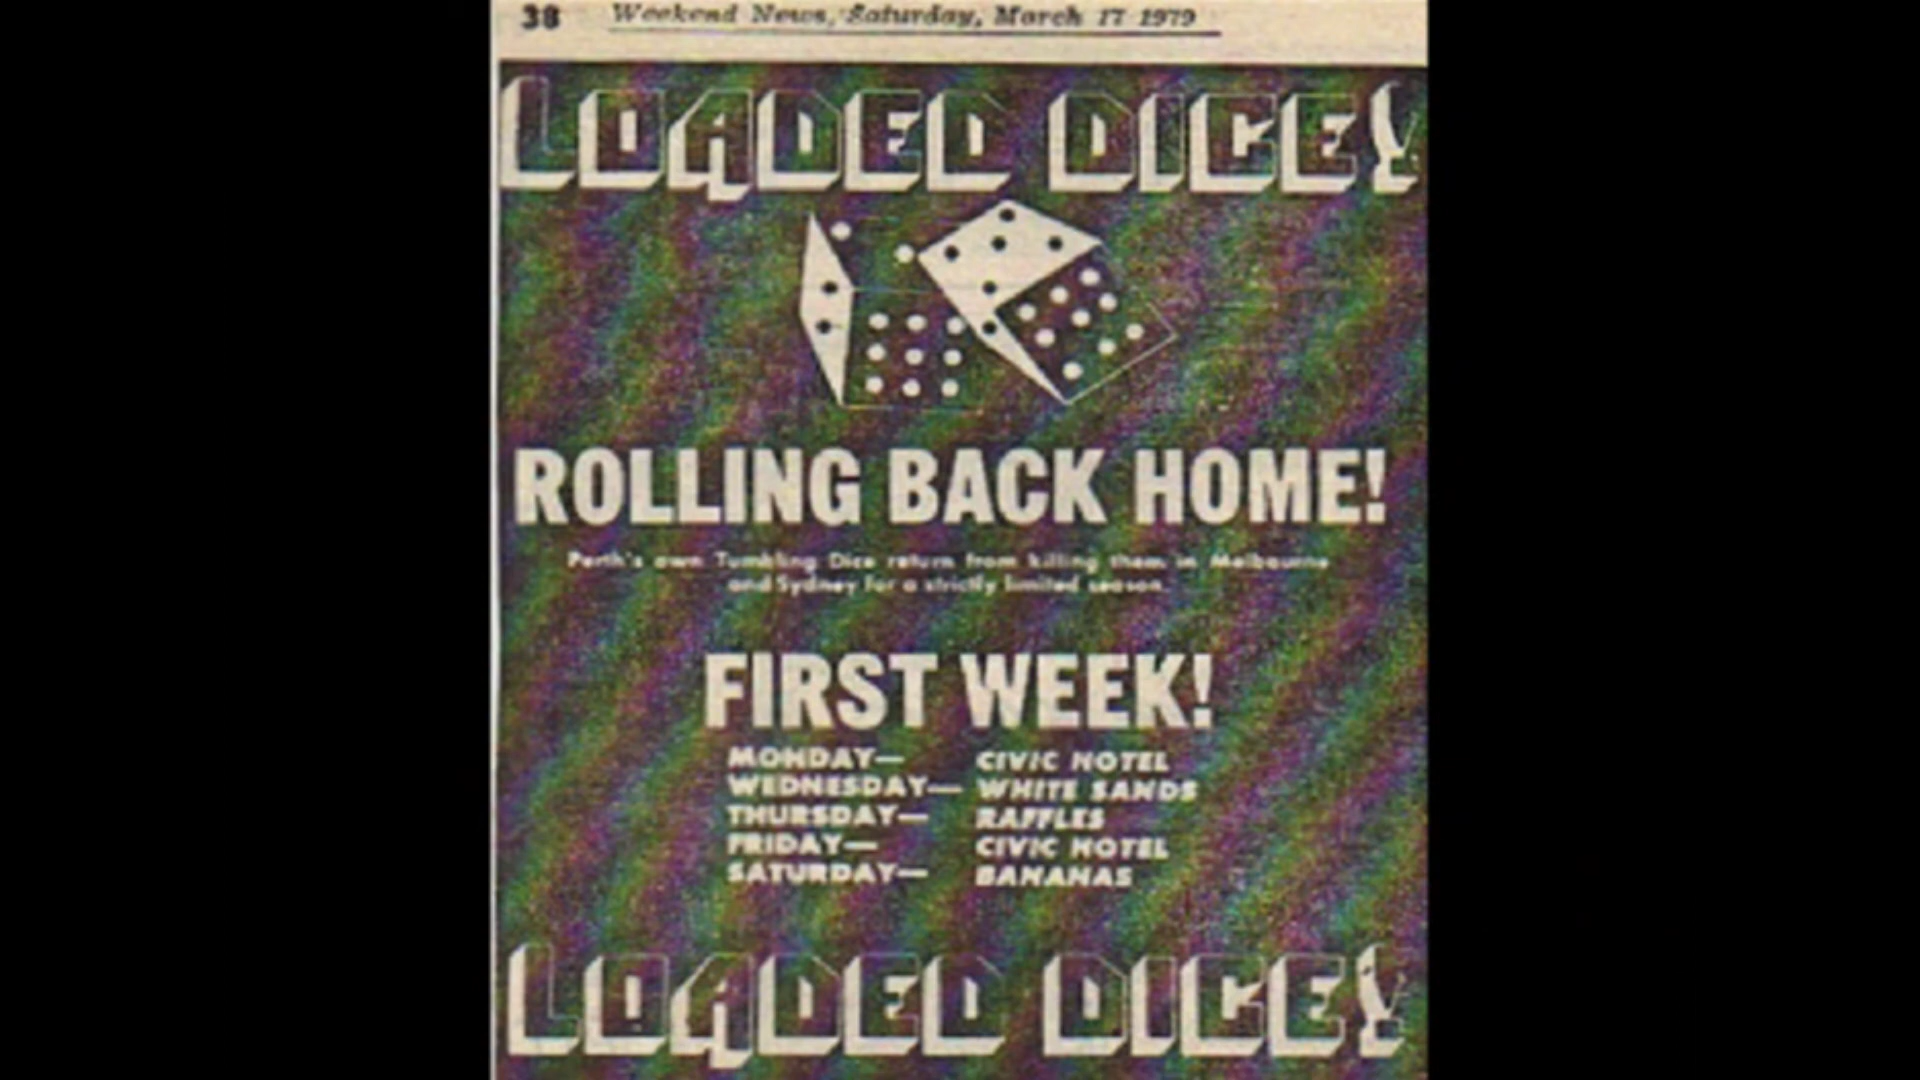 38 Weekend News, Saturday, March 17 1979
LOADED DICE!
ROLLING BACK HOME!
Perth's own Tumbling Dice return from killing them in Melbourne
and Sydney for a strictly limited season.
FIRST WEEK!
MONDAY— CIVIC HOTEL
WEDNESDAY— WHITE SANDS
THURSDAY— RAFFLES
FRIDAY— CIVIC HOTEL
SATURDAY— BANANAS
LOADED DICE!